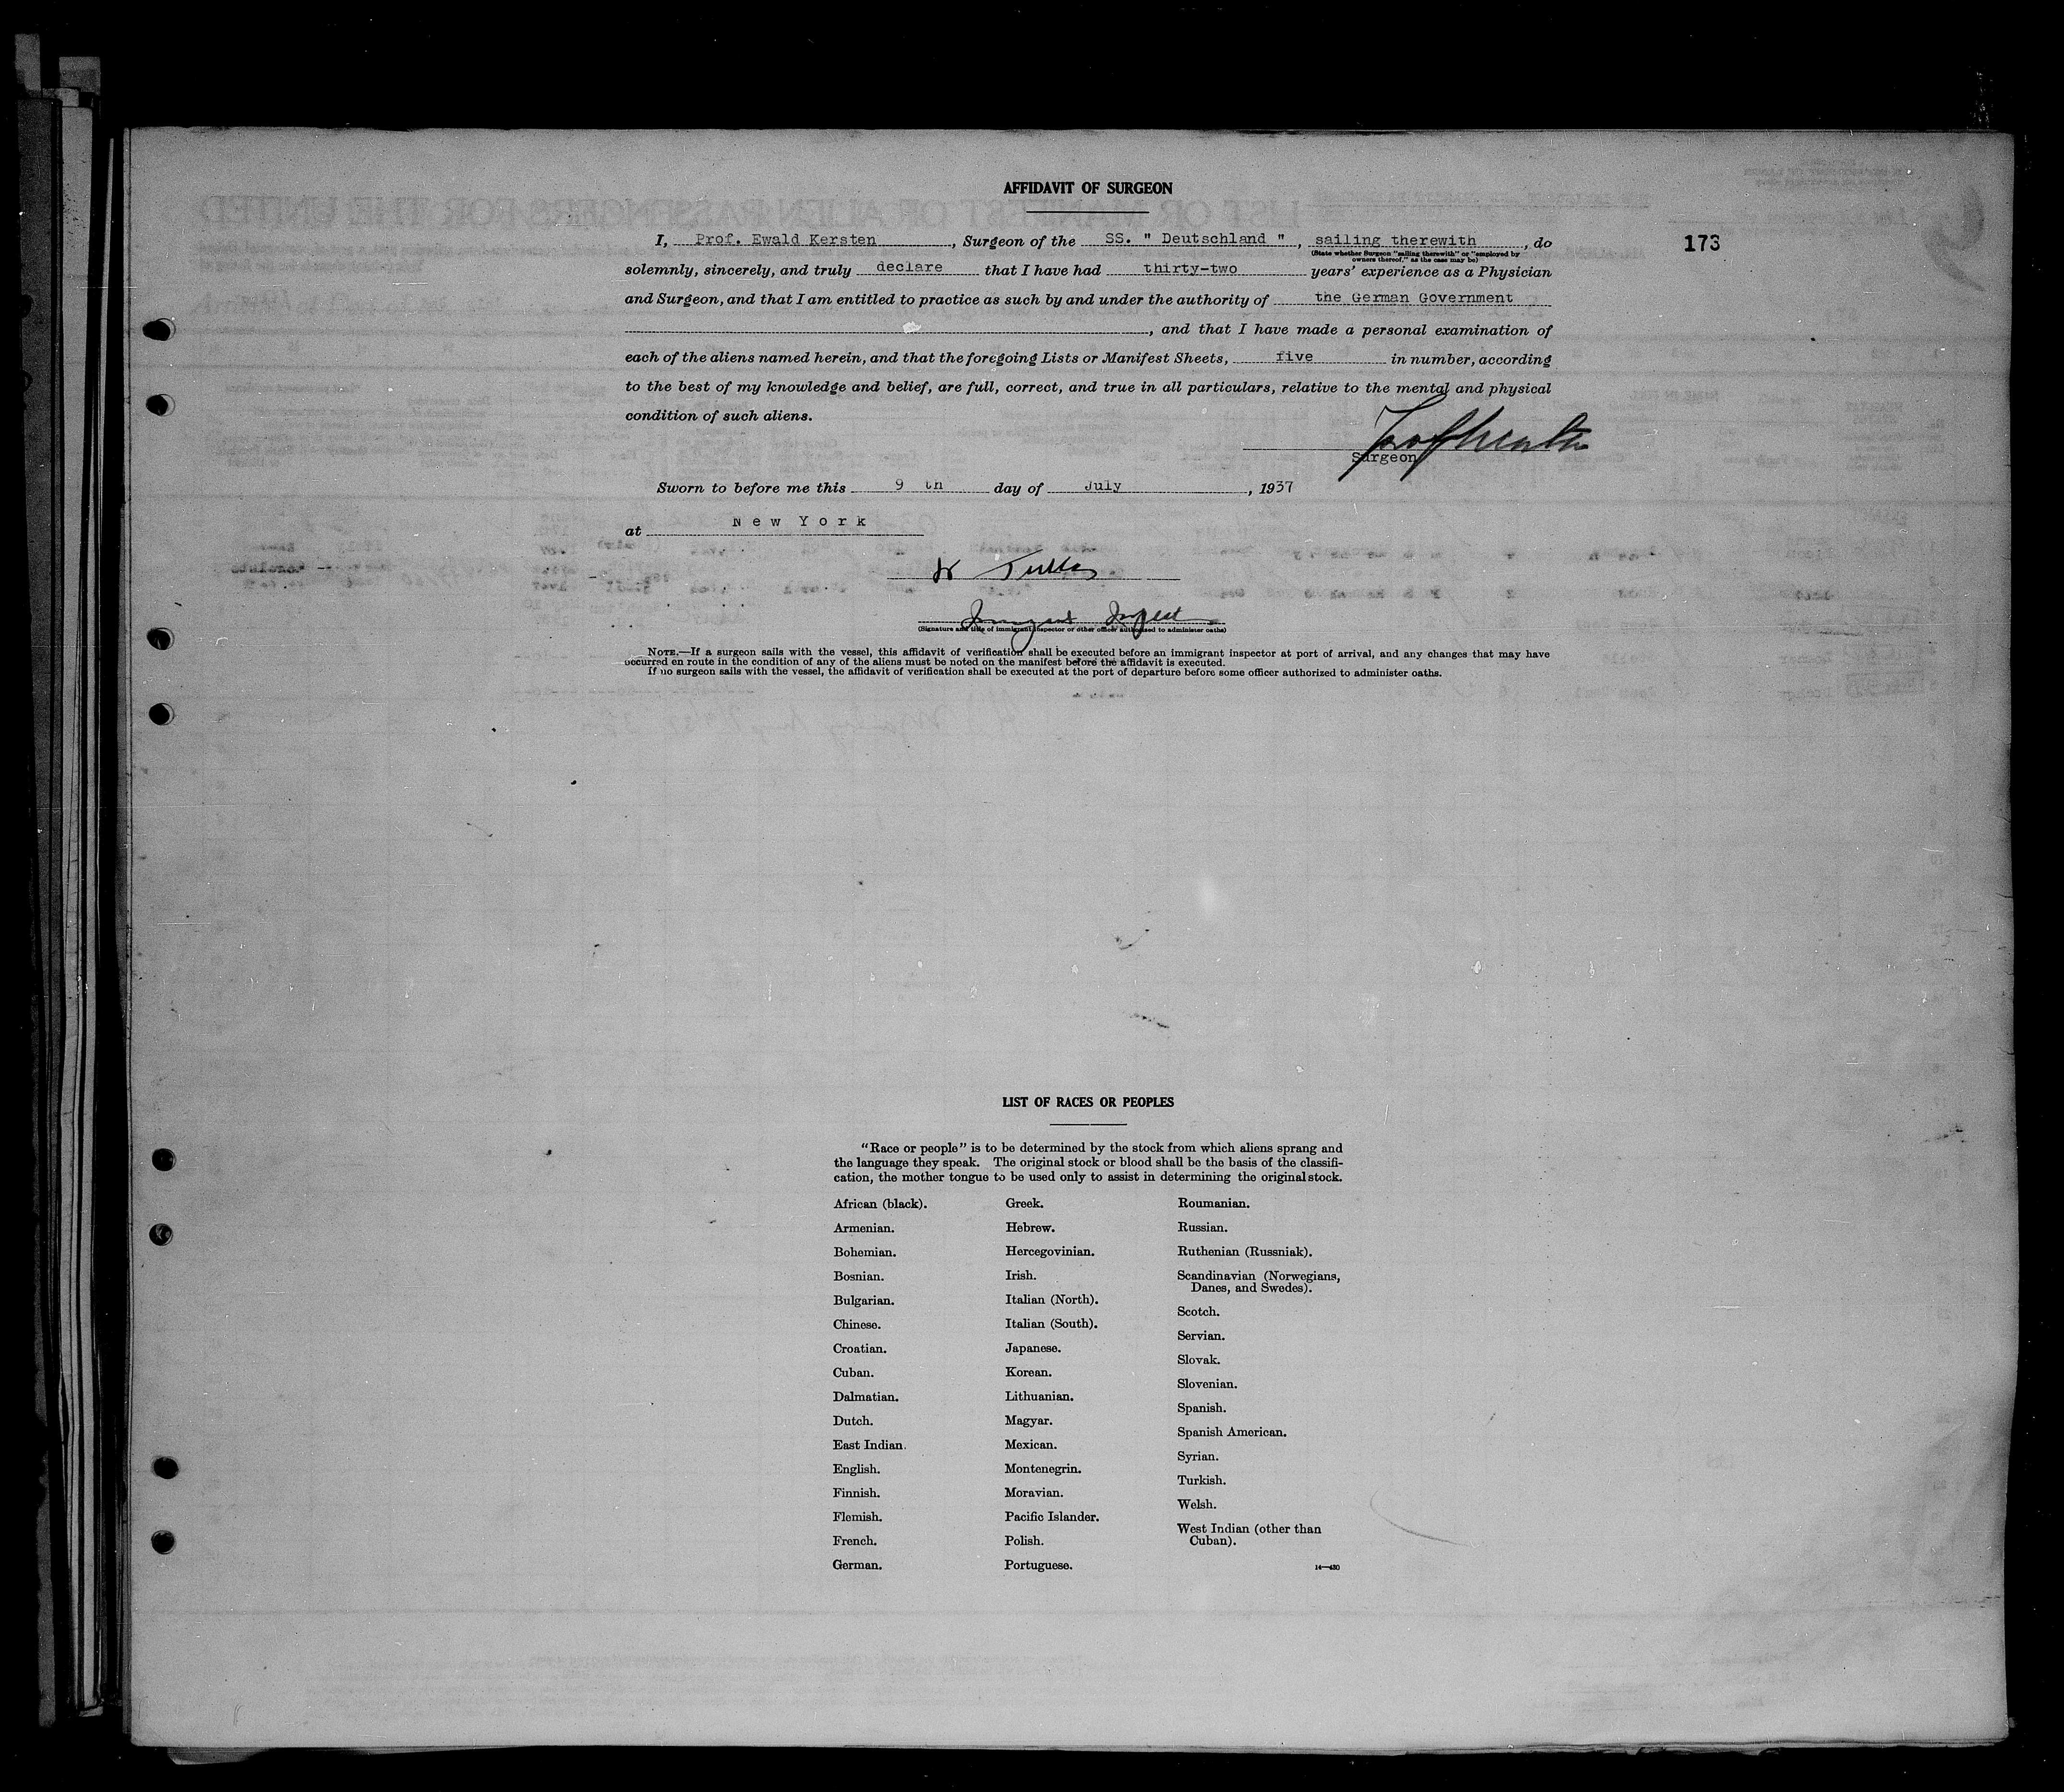 AFFIDAVIT OF SURGEON
173
I, Prof. Ewald Kersten, Surgeon of the SS. " Deutschland ", sailing therewith, do
(State whether Surgeon "sailing therewith" or "employed by
owners thereof," as the case may be)
solemnly, sincerely, and truly declare that I have had thirty-two years' experience as a Physician
and Surgeon, and that I am entitled to practice as such by and under the authority of the German Government
, and that I have made a personal examination of
each of the aliens named herein, and that the foregoing Lists or Manifest Sheets, five in number, according
to the best of my knowledge and belief, are full, correct, and true in all particulars, relative to the mental and physical
condition of such aliens.
Surgeon
Sworn to before me this 9 th day of July, 1937
at New York
(Signature and title of immigrant inspector or other officer authorized to administer oaths)
NOTE.—If a surgeon sails with the vessel, this affidavit of verification shall be executed before an immigrant inspector at port of arrival, and any changes that may have
occurred en route in the condition of any of the aliens must be noted on the manifest before the affidavit is executed.
If no surgeon sails with the vessel, the affidavit of verification shall be executed at the port of departure before some officer authorized to administer oaths.
LIST OF RACES OR PEOPLES
"Race or people" is to be determined by the stock from which aliens sprang and
the language they speak. The original stock or blood shall be the basis of the classifi-
cation, the mother tongue to be used only to assist in determining the original stock.
African (black).
Armenian.
Bohemian.
Bosnian.
Bulgarian.
Chinese.
Croatian.
Cuban.
Dalmatian.
Dutch.
East Indian.
English.
Finnish.
Flemish.
French.
German.
Greek.
Hebrew.
Hercegovinian.
Irish.
Italian (North).
Italian (South).
Japanese.
Korean.
Lithuanian.
Magyar.
Mexican.
Montenegrin.
Moravian.
Pacific Islander.
Polish.
Portuguese.
Roumanian.
Russian.
Ruthenian (Russniak).
Scandinavian (Norwegians,
Danes, and Swedes).
Scotch.
Servian.
Slovak.
Slovenian.
Spanish.
Spanish American.
Syrian.
Turkish.
Welsh.
West Indian (other than
Cuban).
14—430